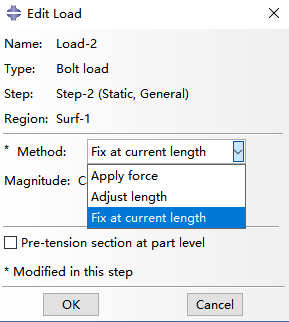 Edit Load
Name: Load-2
Type: Bolt load
Step: Step-2 (Static, General)
Region: Surf-1
* Method: Fix at current length
Apply force
Magnitude: C
Adjust length
Fix at current length
Pre-tension section at part level
* Modified in this step
OK Cancel